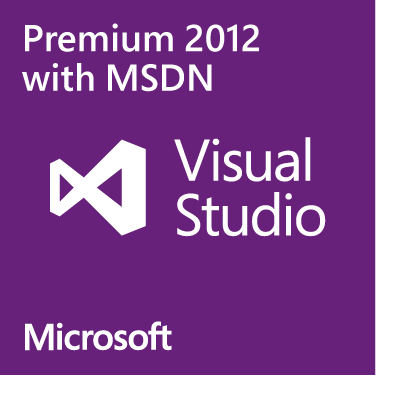 Premium 2012
with MSDN
Visual
Studio
Microsoft